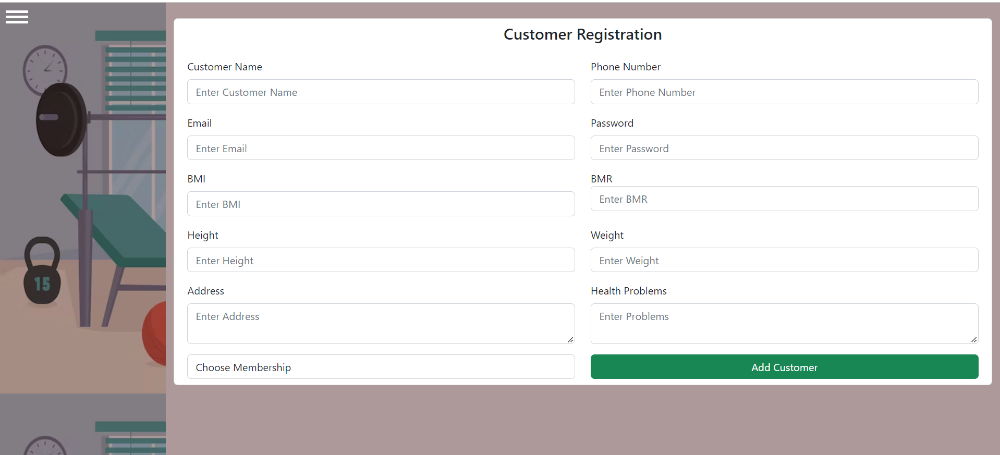 Customer Registration
Customer Name
Phone Number
Enter Customer Name
Enter Phone Number
Email
Password
Enter Email
Enter Password
BMI
BMR
Enter BMI
Enter BMR
Height
Weight
Enter Height
Enter Weight
15
Address
Health Problems
Enter Address
Enter Problems
Choose Membership
Add Customer